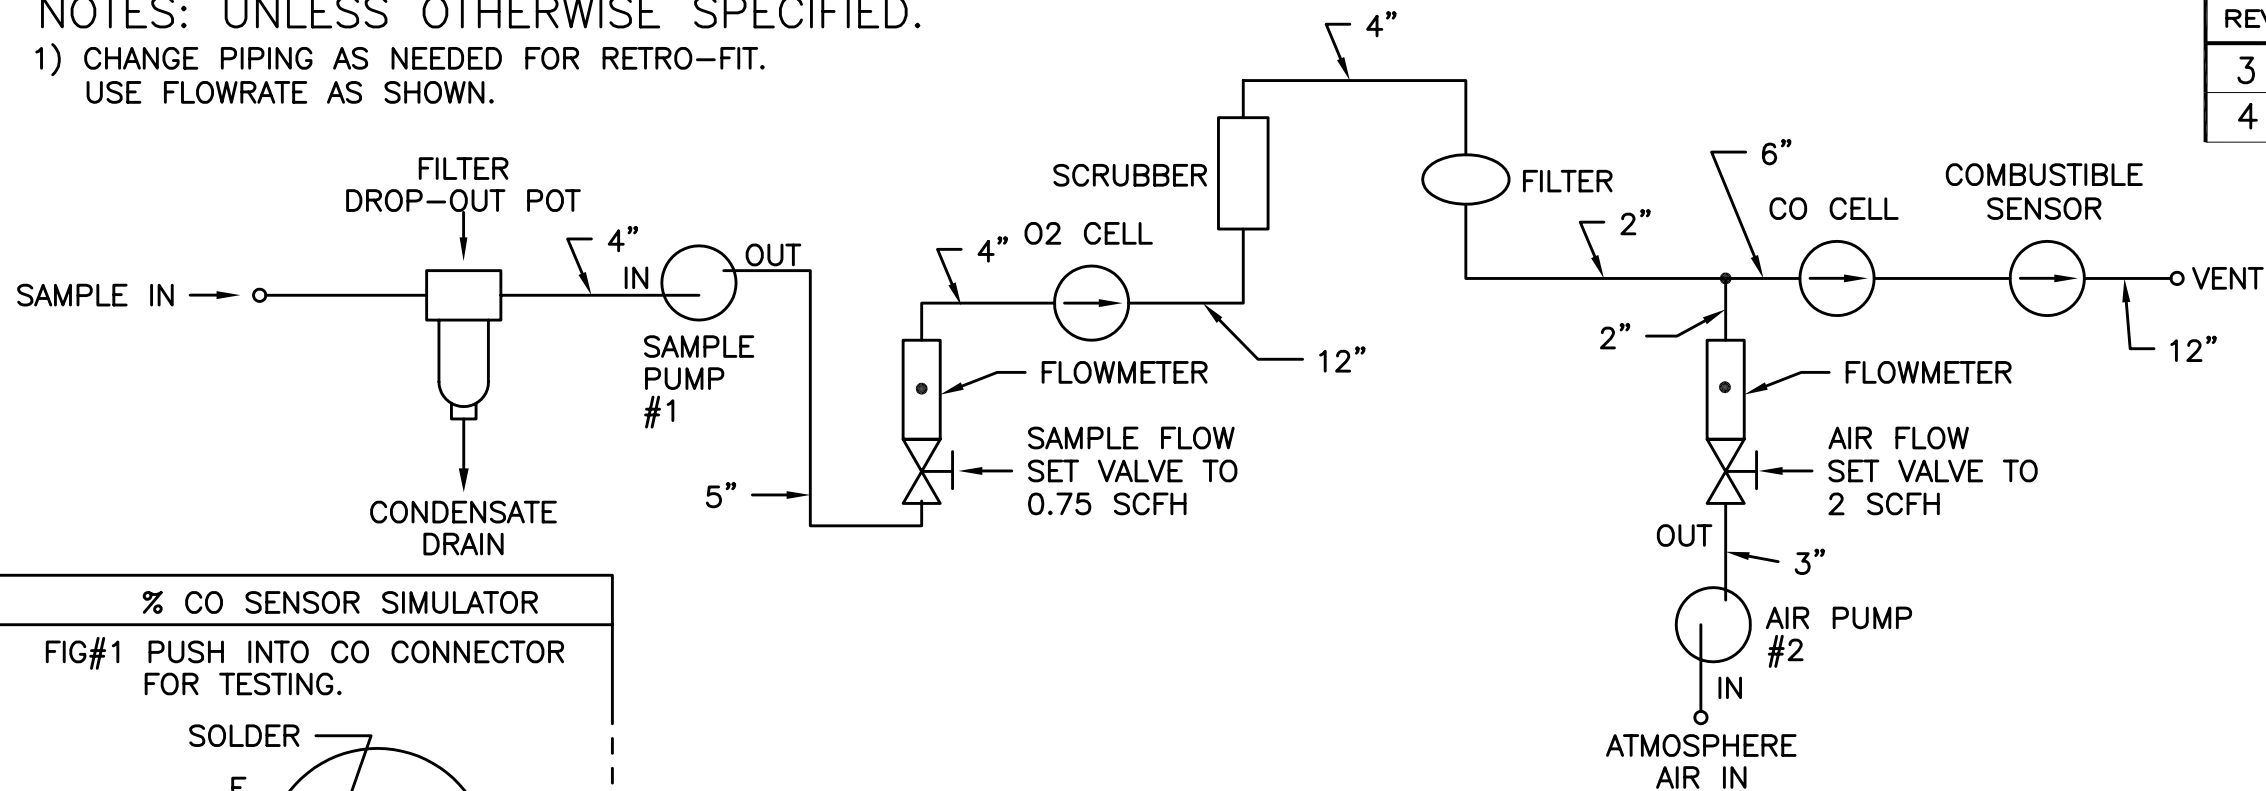 NOTES: UNLESS OTHERWISE SPECIFIED.
1) CHANGE PIPING AS NEEDED FOR RETRO-FIT.
USE FLOWRATE AS SHOWN.
4"
3
4
FILTER
DROP-OUT POT
SCRUBBER
FILTER
6"
COMBUSTIBLE
SENSOR
CO CELL
2"
4"
IN
OUT
4"
O2 CELL
SAMPLE IN
VENT
SAMPLE
PUMP
#1
FLOWMETER
12"
2"
FLOWMETER
12"
SAMPLE FLOW
SET VALVE TO
0.75 SCFH
AIR FLOW
SET VALVE TO
2 SCFH
5"
CONDENSATE
DRAIN
OUT
3"
AIR PUMP
#2
IN
ATMOSPHERE
AIR IN
% CO SENSOR SIMULATOR
FIG#1 PUSH INTO CO CONNECTOR
FOR TESTING.
SOLDER